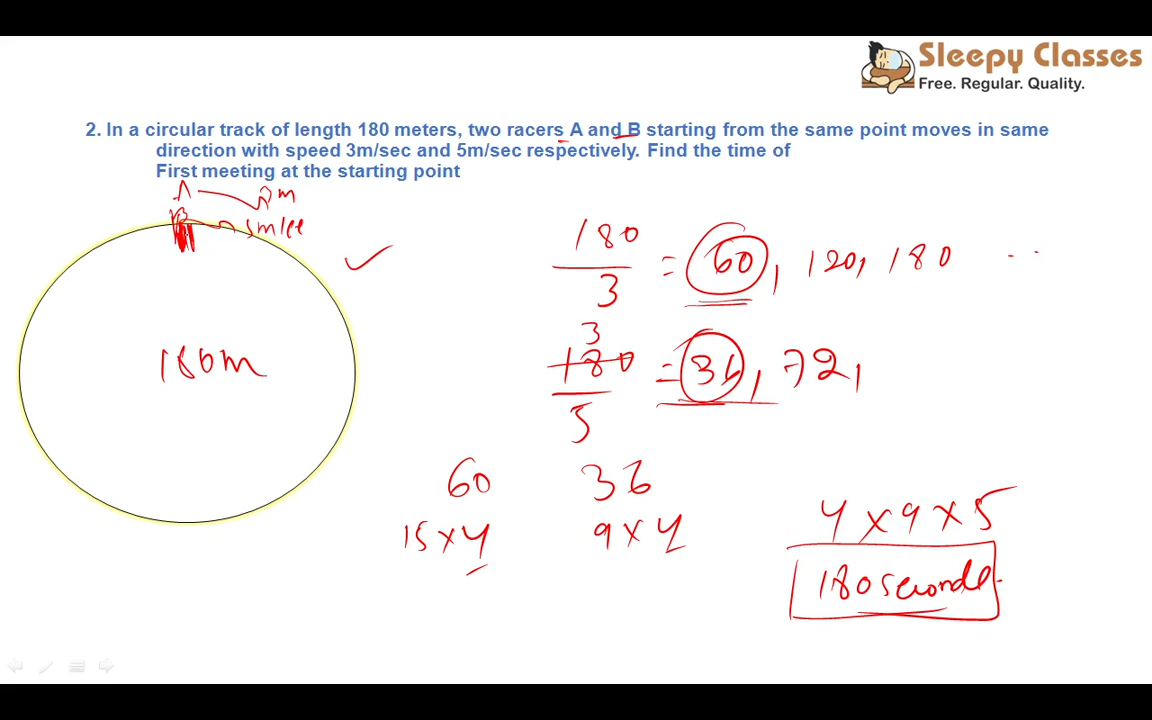 Sleepy Classes
Free. Regular. Quality.
2. In a circular track of length 180 meters, two racers A and B starting from the same point moves in same
direction with speed 3m/sec and 5m/sec respectively. Find the time of
First meeting at the starting point
A
m
B
5m/
180m
180
3
= 60, 120, 180 ...
3
180
5
= 36, 72,
60 36
15 × 4 9 × 4
4 × 9 × 5
180 seconds.